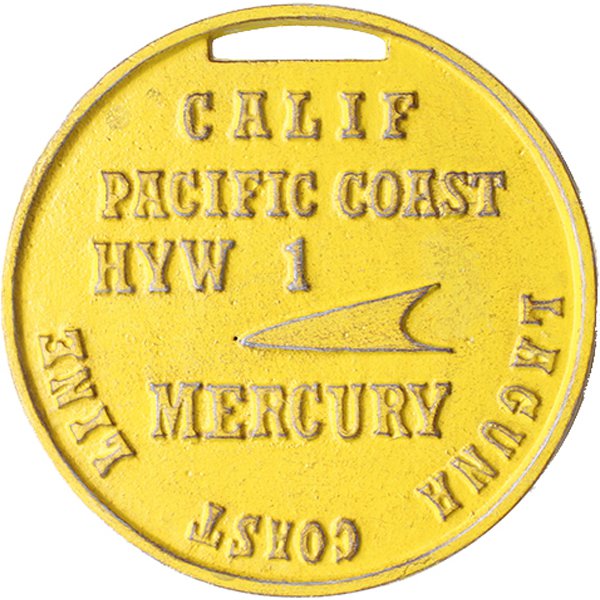 CALIF
PACIFIC COAST
HYW 1
MERCURY
LAGUNA COAST LINE